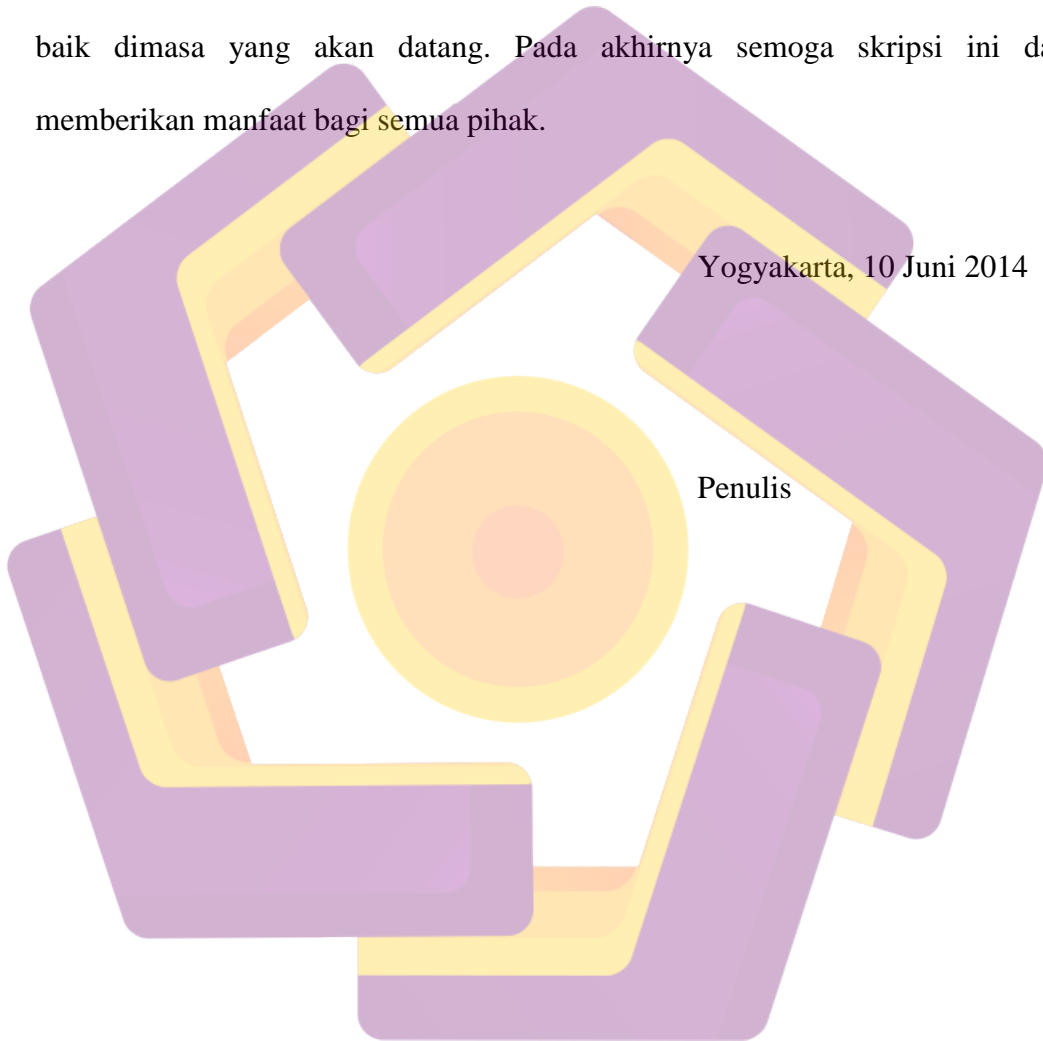 baik dimasa yang akan datang. Pada akhirnya semoga skripsi ini da
memberikan manfaat bagi semua pihak.
Yogyakarta, 10 Juni 2014
Penulis